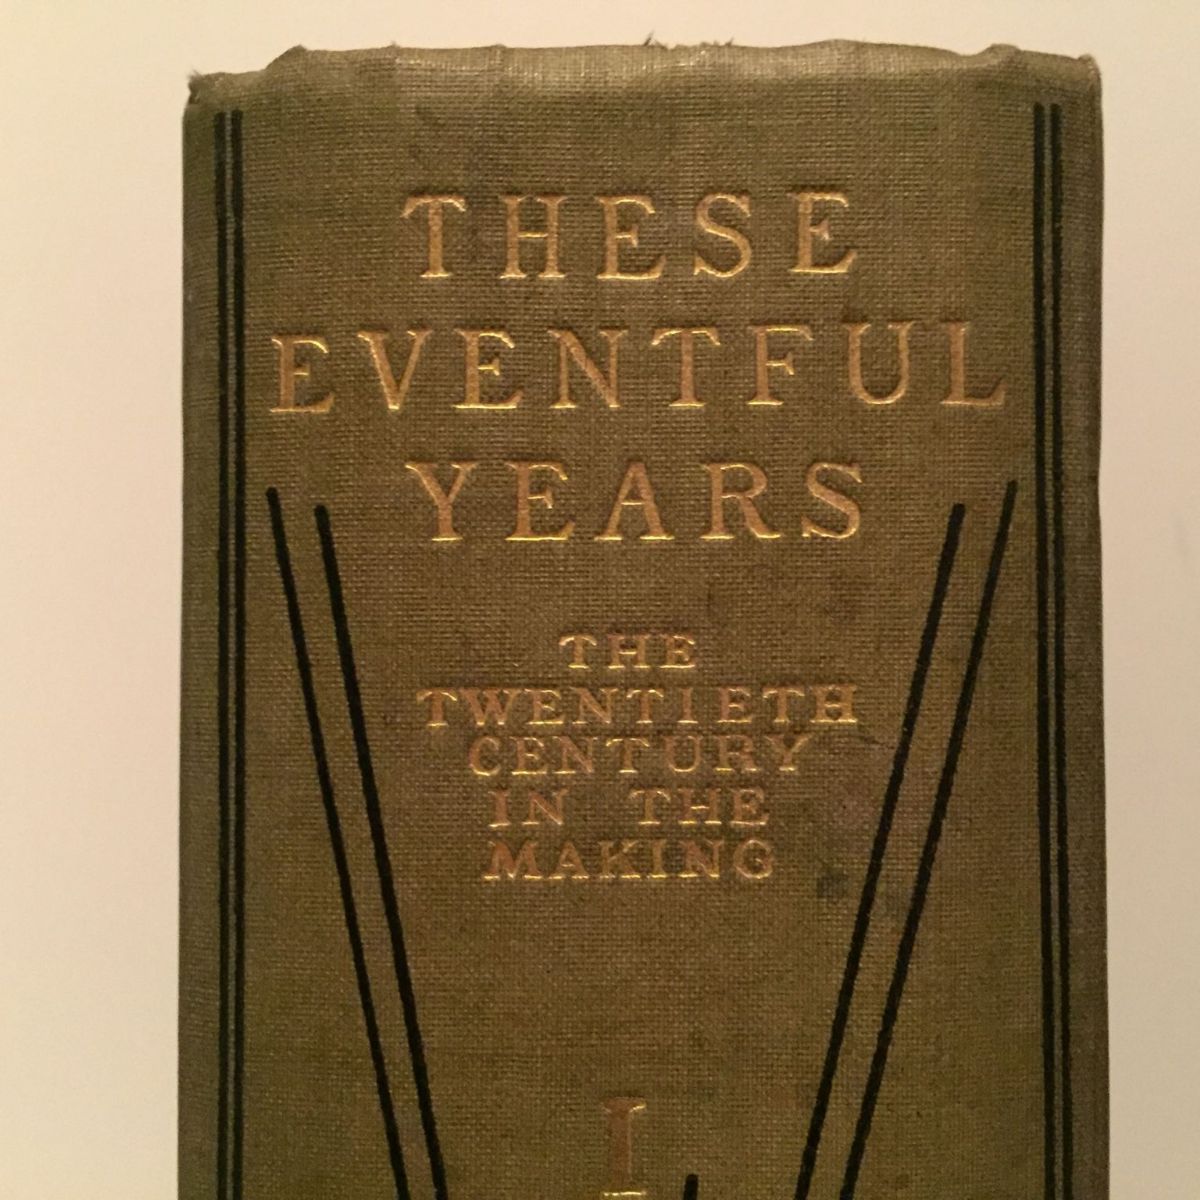 THESE
EVENTFUL
YEARS
THE
TWENTIETH
CENTURY
IN THE
MAKING
I